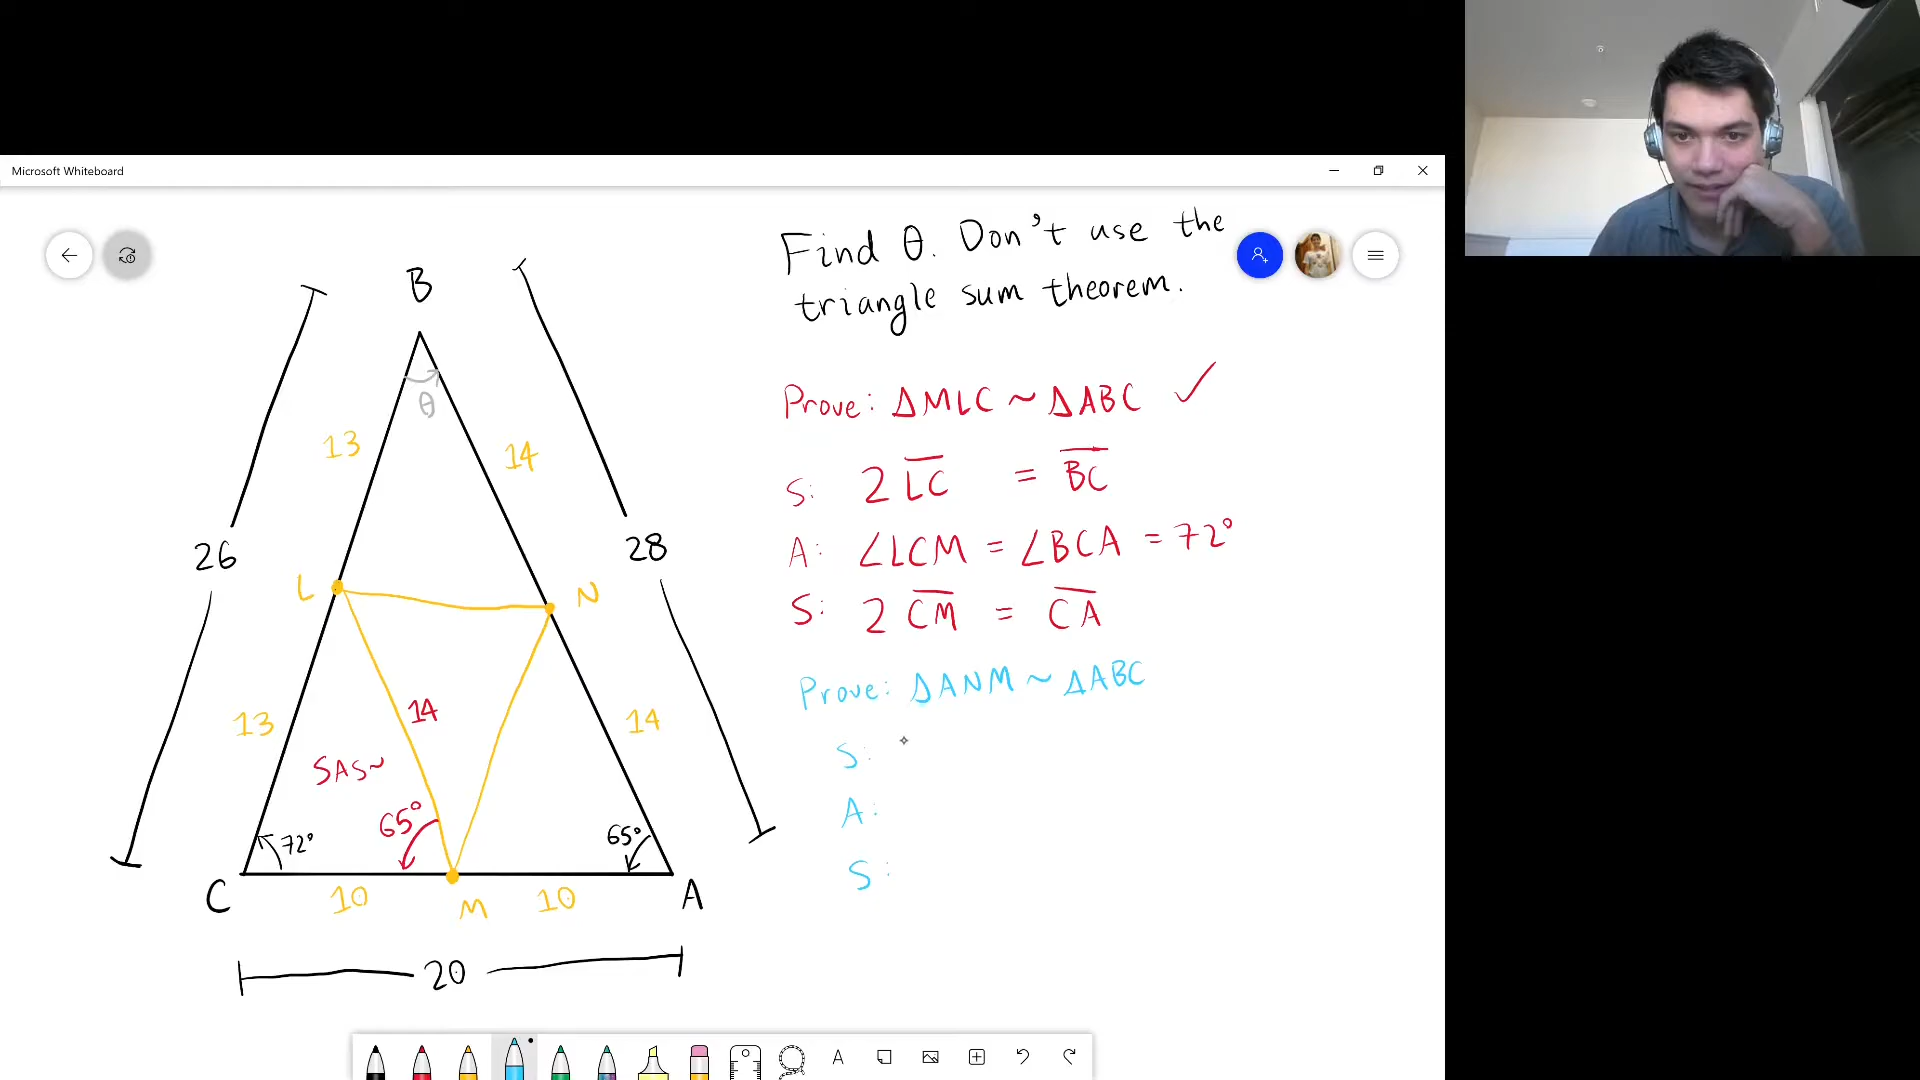 Microsoft Whiteboard
Find θ. Don't use the
triangle sum theorem.
B
θ
13
14
26
28
L
N
13
14
14
SAS~
65°
72°
65°
C
10
M
10
A
20
Prove: ΔMLC ~ ΔABC ✓
S: 2 LC = BC
A: ∠LCM = ∠BCA = 72°
S: 2 CM = CA
Prove: ΔANM ~ ΔABC
S:
A:
S:
A